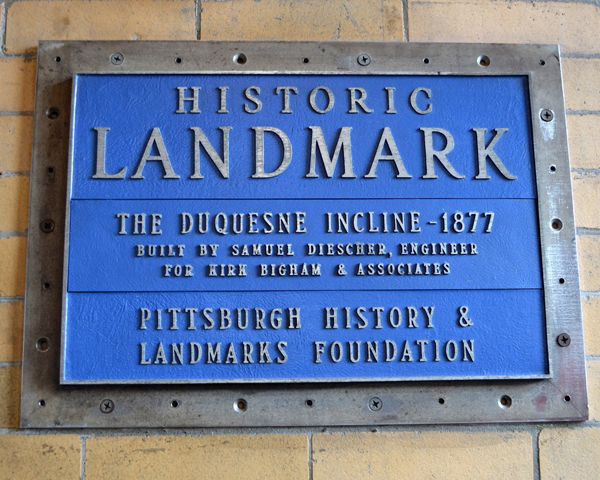 HISTORIC
LANDMARK
THE DUQUESNE INCLINE - 1877
BUILT BY SAMUEL DIESCHER, ENGINEER
FOR KIRK BIGHAM & ASSOCIATES
PITTSBURGH HISTORY &
LANDMARKS FOUNDATION